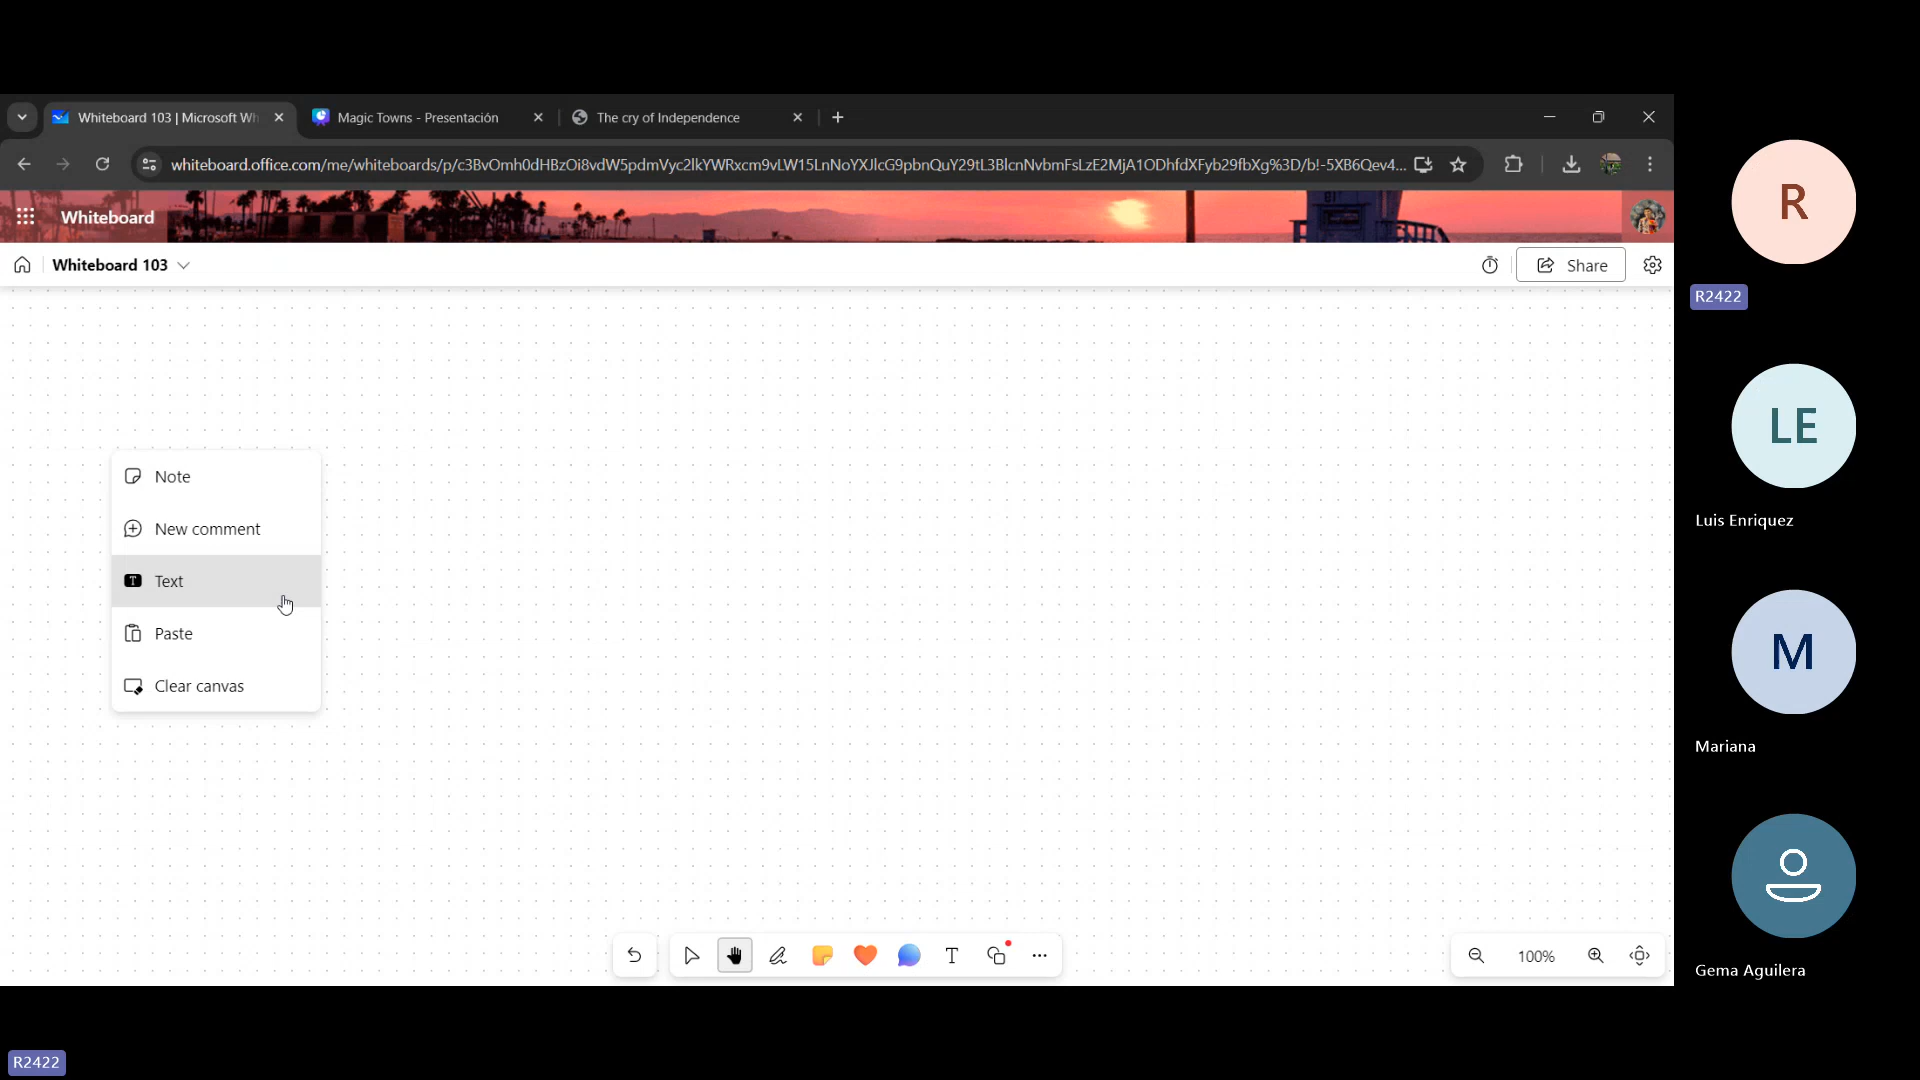 Whiteboard 103 | Microsoft Wh
Magic Towns - Presentación
The cry of Independence
whiteboard.office.com/me/whiteboards/p/c3BvOmh0dHBzOi8vdW5pdmVyc2lkYWRxcm9vLW15LnNoYXJlcG9pbnQuY29tL3BlcnNvbmFsLzE2MjA1ODhfdXFyb29fbXg%3D/b!-5XB6Qev4...
Whiteboard
Whiteboard 103
Share
Note
New comment
Text
Paste
Clear canvas
100%
R
R2422
LE
Luis Enriquez
M
Mariana
Gema Aguilera
R2422